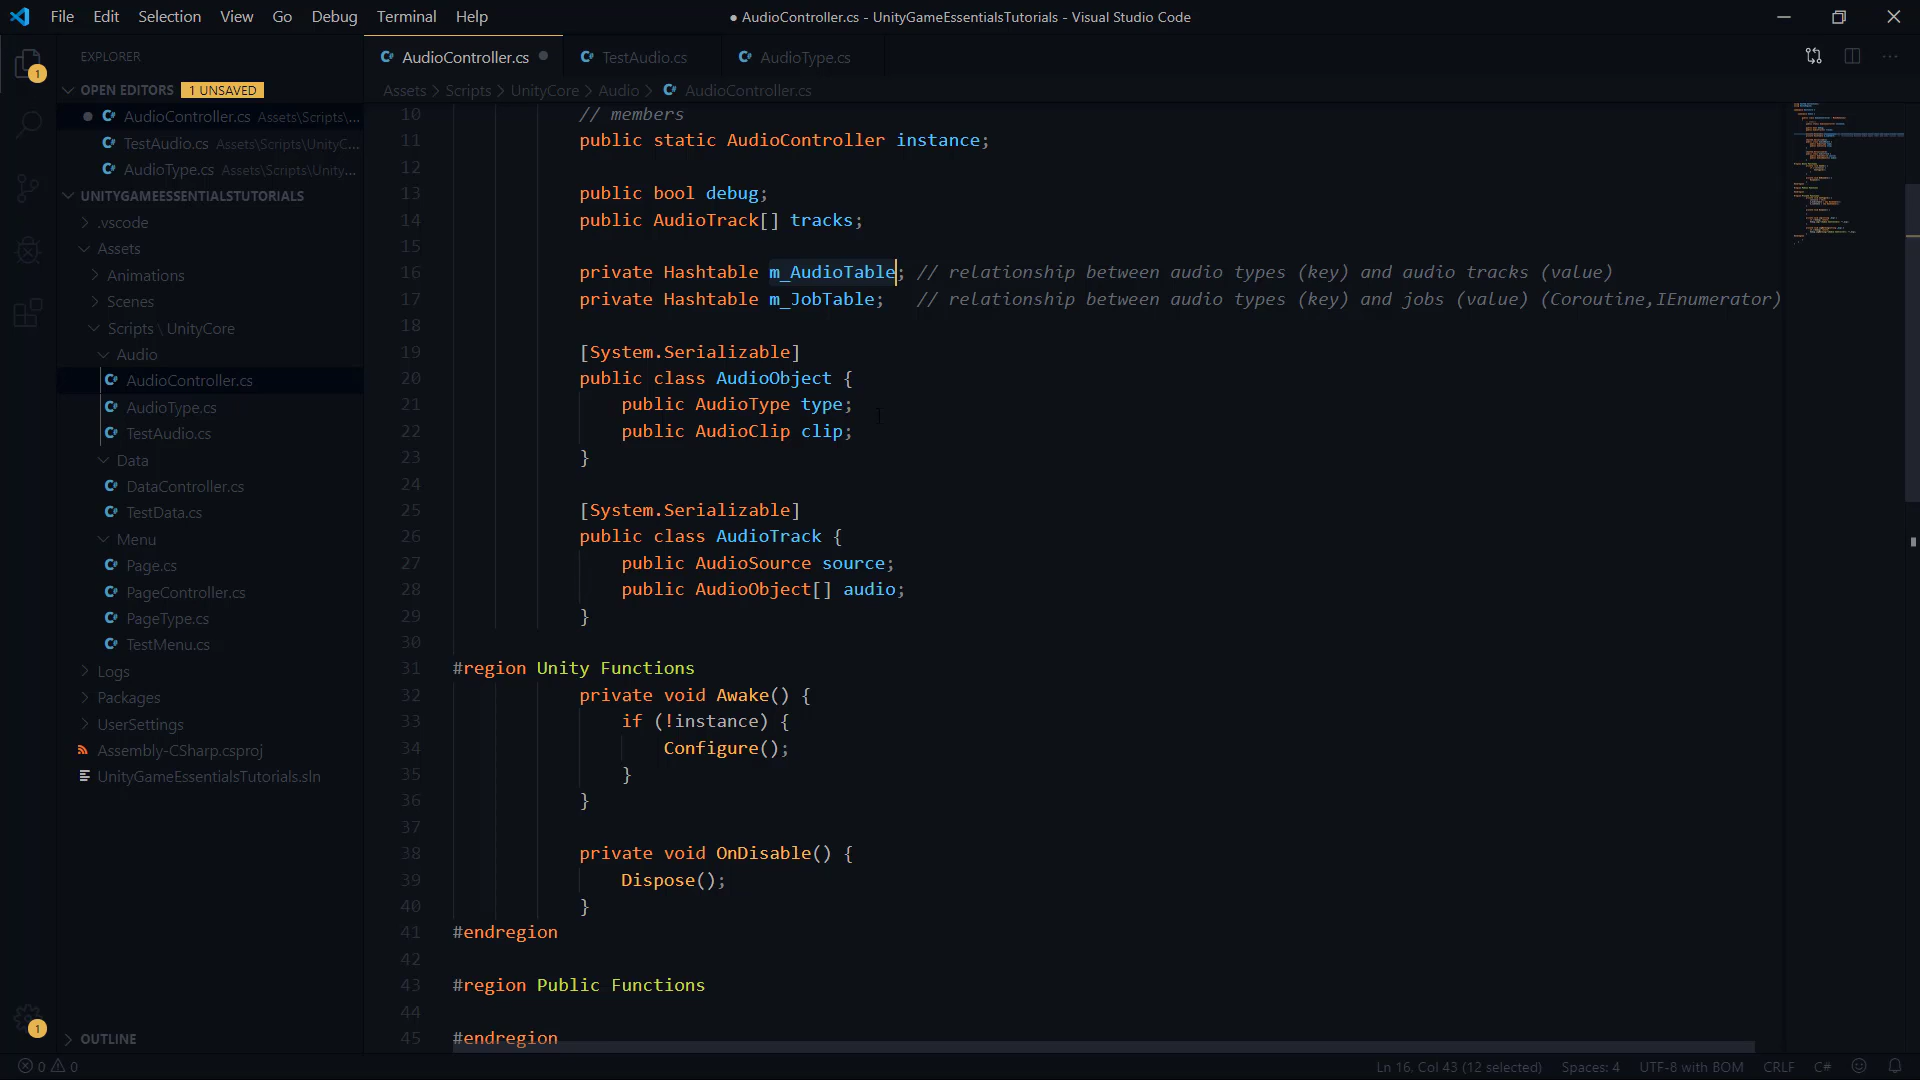 File Edit Selection View Go Debug Terminal Help
● AudioController.cs - UnityGameEssentialsTutorials - Visual Studio Code
EXPLORER
OPEN EDITORS 1 UNSAVED
AudioController.cs Assets\Scripts\...
TestAudio.cs Assets\Scripts\UnityC...
AudioType.cs Assets\Scripts\Unity...
UNITYGAMEESSENTIALSTUTORIALS
.vscode
Assets
Animations
Scenes
Scripts \ UnityCore
Audio
AudioController.cs
AudioType.cs
TestAudio.cs
Data
DataController.cs
TestData.cs
Menu
Page.cs
PageController.cs
PageType.cs
TestMenu.cs
Logs
Packages
UserSettings
Assembly-CSharp.csproj
UnityGameEssentialsTutorials.sln
OUTLINE
1
1
AudioController.cs TestAudio.cs AudioType.cs
Assets > Scripts > UnityCore > Audio > AudioController.cs
10 // members
11 public static AudioController instance;
12
13 public bool debug;
14 public AudioTrack[] tracks;
15
16 private Hashtable m_AudioTable; // relationship between audio types (key) and audio tracks (value)
17 private Hashtable m_JobTable; // relationship between audio types (key) and jobs (value) (Coroutine,IEnumerator)
18
19 [System.Serializable]
20 public class AudioObject {
21 public AudioType type;
22 public AudioClip clip;
23 }
24
25 [System.Serializable]
26 public class AudioTrack {
27 public AudioSource source;
28 public AudioObject[] audio;
29 }
30
31 #region Unity Functions
32 private void Awake() {
33 if (!instance) {
34 Configure();
35 }
36 }
37
38 private void OnDisable() {
39 Dispose();
40 }
41 #endregion
42
43 #region Public Functions
44
45 #endregion
0 0 Ln 16, Col 43 (12 selected) Spaces: 4 UTF-8 with BOM CRLF C#